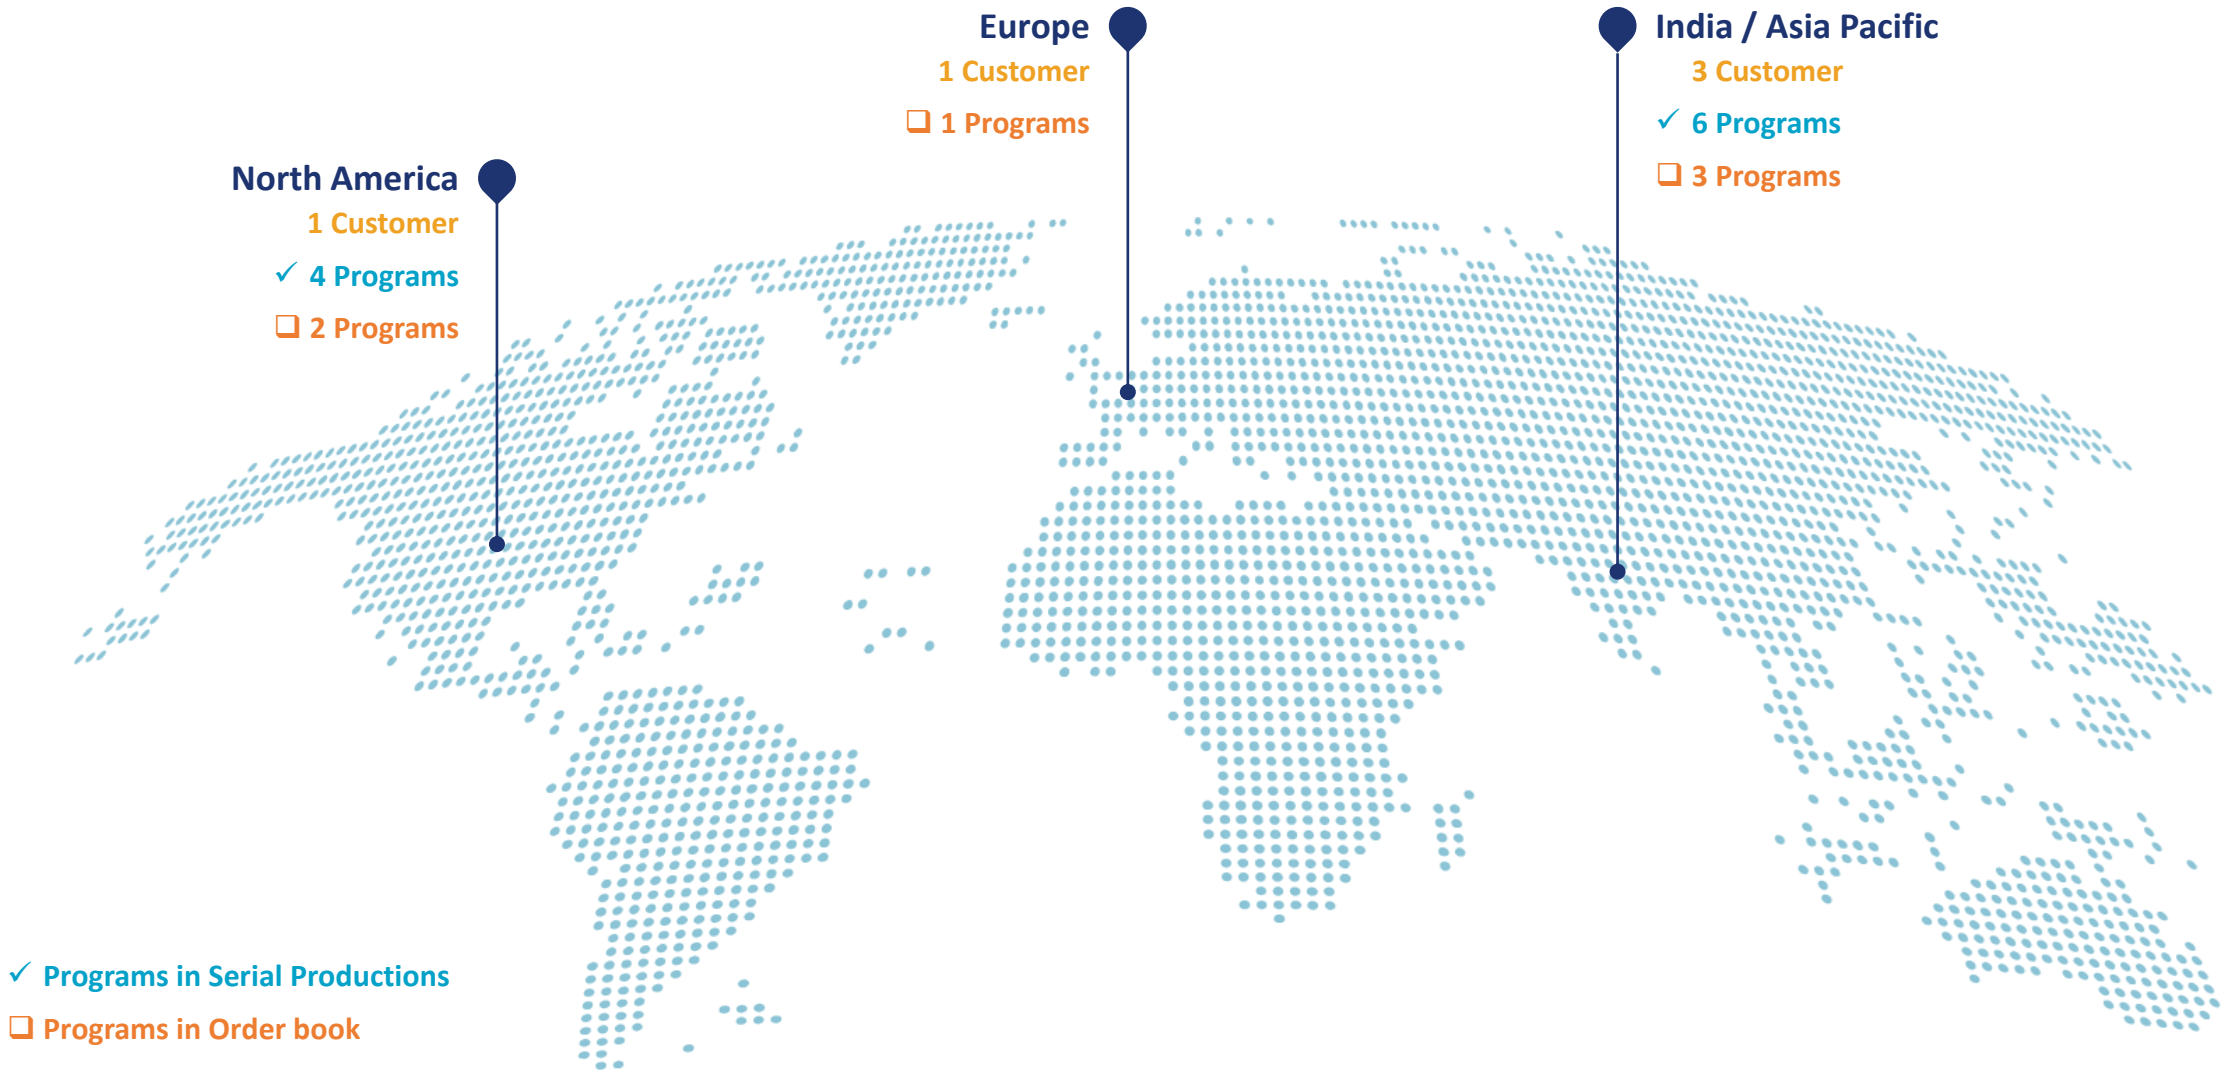 Europe
1 Customer
❑ 1 Programs
India / Asia Pacific
3 Customer
✓ 6 Programs
❑ 3 Programs
North America
1 Customer
✓ 4 Programs
❑ 2 Programs
✓ Programs in Serial Productions
❑ Programs in Order book